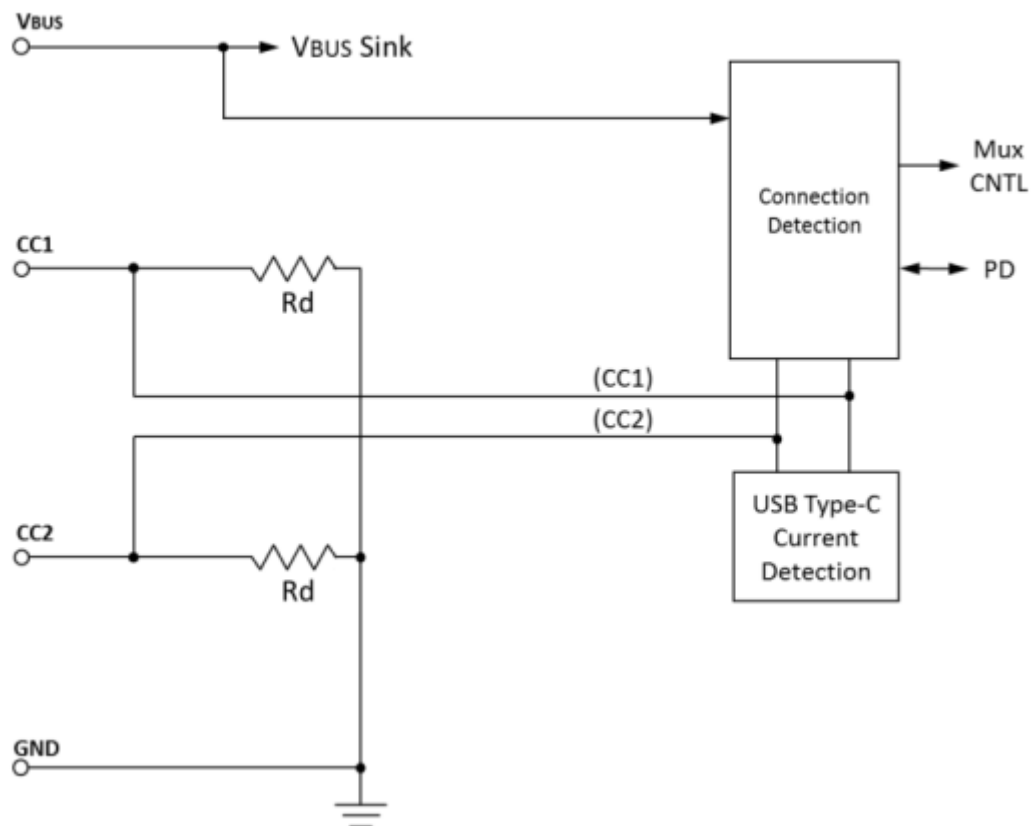 VBUS
VBUS Sink
Connection
Detection
Mux
CNTL
PD
CC1
Rd
(CC1)
(CC2)
CC2
Rd
USB Type-C
Current
Detection
GND